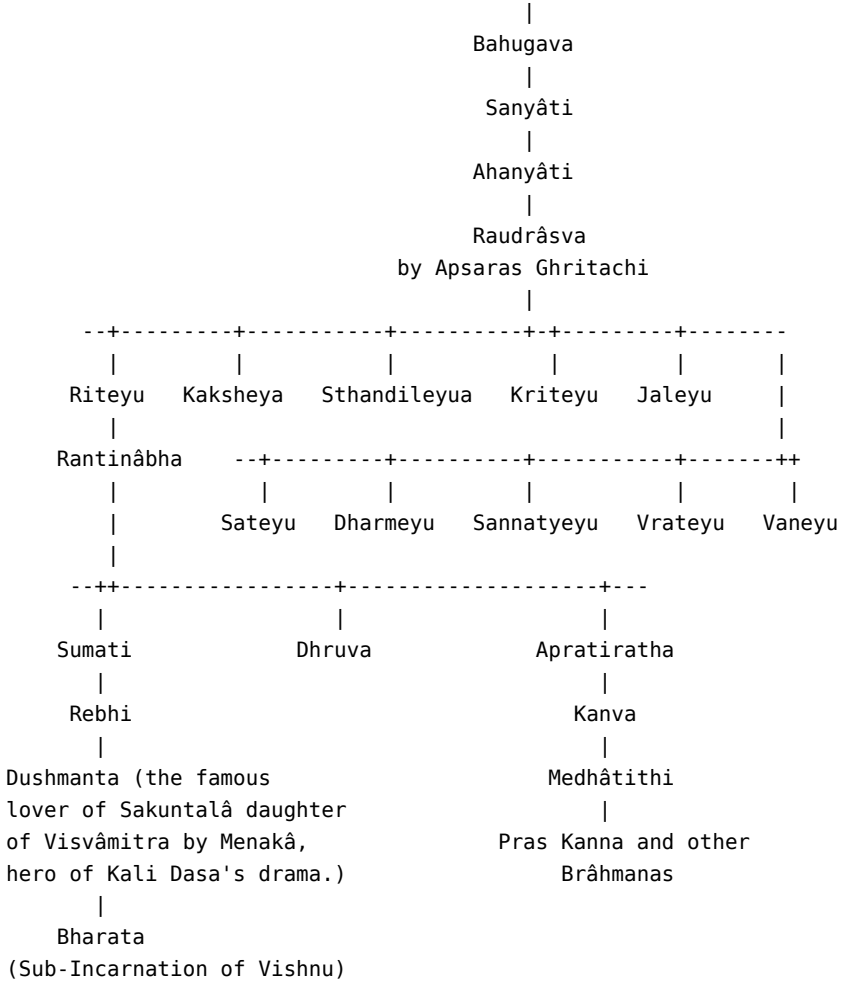 |
Bahugava
|
Sanyâti
|
Ahanyâti
|
Raudrâsva
by Apsaras Ghritachi
|
--+---------+-----------+----------+-+---------+--------
| | | | | |
Riteyu Kaksheya Sthandileyua Kriteyu Jaleyu |
| |
Rantinâbha --+---------+----------+-----------+-------++
| | | | | |
| Sateyu Dharmeyu Sannatyeyu Vrateyu Vaneyu
|
--++-----------------+--------------------+---
| | |
Sumati Dhruva Apratiratha
| |
Rebhi Kanva
| |
Dushmanta (the famous Medhâtithi
lover of Sakuntalâ daughter |
of Visvâmitra by Menakâ, Pras Kanna and other
hero of Kali Dasa's drama.) Brâhmanas
|
Bharata
(Sub-Incarnation of Vishnu)